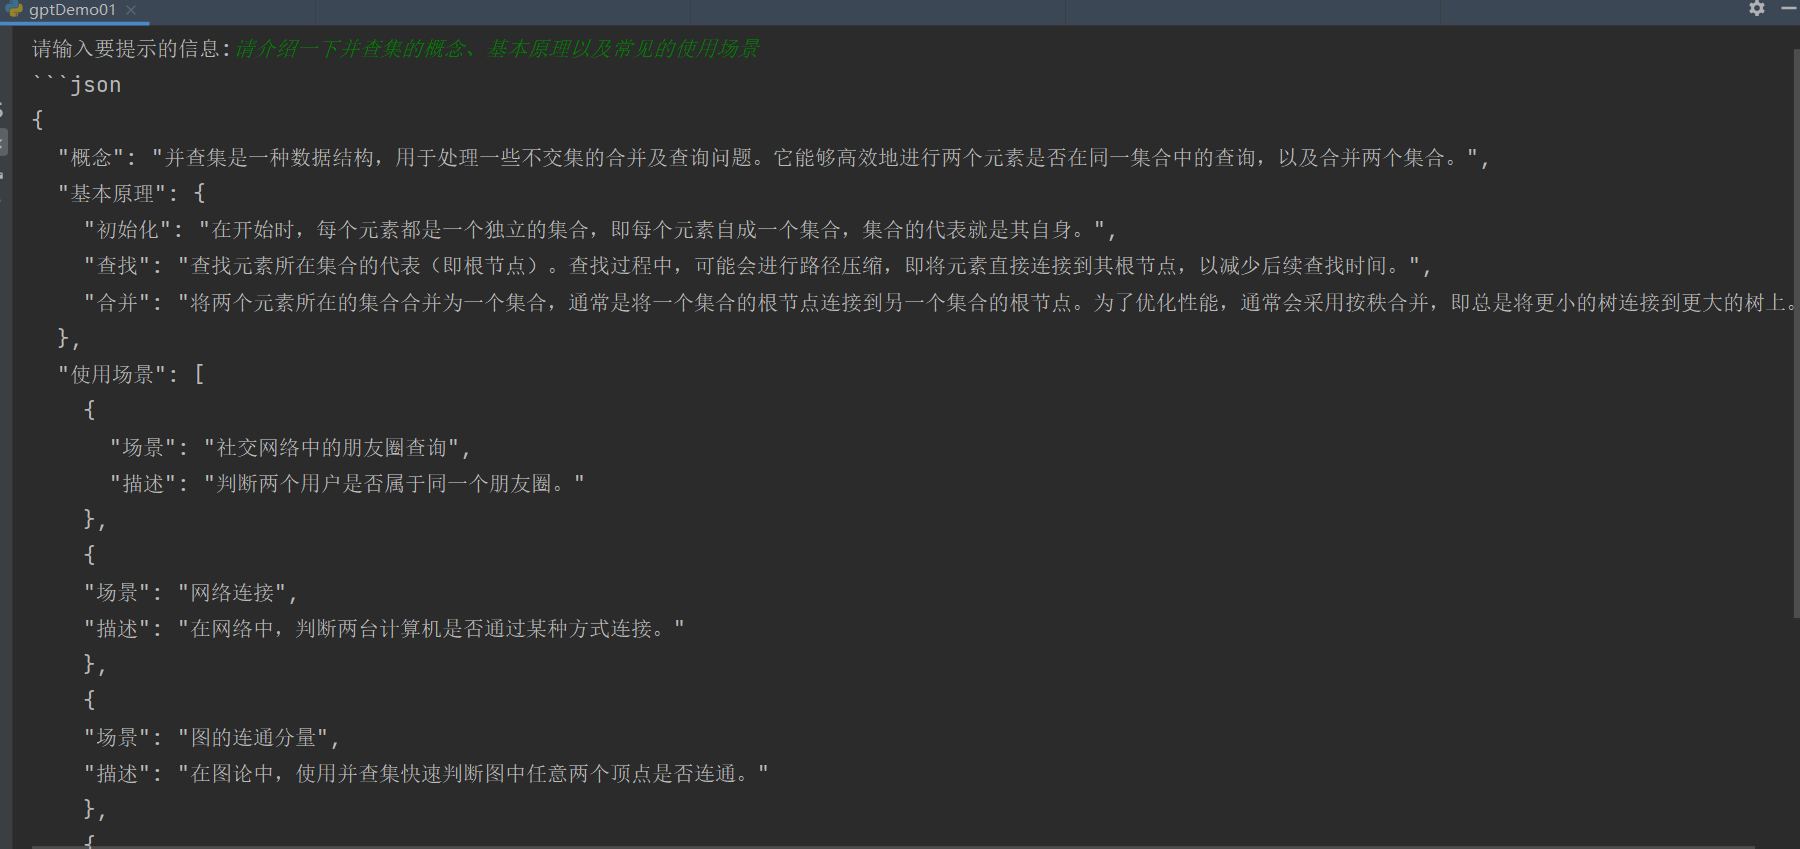 gptDemo01
请输入要提示的信息:请介绍一下并查集的概念、基本原理以及常见的使用场景
```json
{
  "概念": "并查集是一种数据结构，用于处理一些不交集的合并及查询问题。它能够高效地进行两个元素是否在同一集合中的查询，以及合并两个集合。",
  "基本原理": {
    "初始化": "在开始时，每个元素都是一个独立的集合，即每个元素自成一个集合，集合的代表就是其自身。",
    "查找": "查找元素所在集合的代表（即根节点）。查找过程中，可能会进行路径压缩，即将元素直接连接到其根节点，以减少后续查找时间。",
    "合并": "将两个元素所在的集合合并为一个集合，通常是将一个集合的根节点连接到另一个集合的根节点。为了优化性能，通常会采用按秩合并，即总是将更小的树连接到更大的树上。
  },
  "使用场景": [
    {
      "场景": "社交网络中的朋友圈查询",
      "描述": "判断两个用户是否属于同一个朋友圈。"
    },
    {
    "场景": "网络连接",
    "描述": "在网络中，判断两台计算机是否通过某种方式连接。"
    },
    {
    "场景": "图的连通分量",
    "描述": "在图论中，使用并查集快速判断图中任意两个顶点是否连通。"
    },
    {